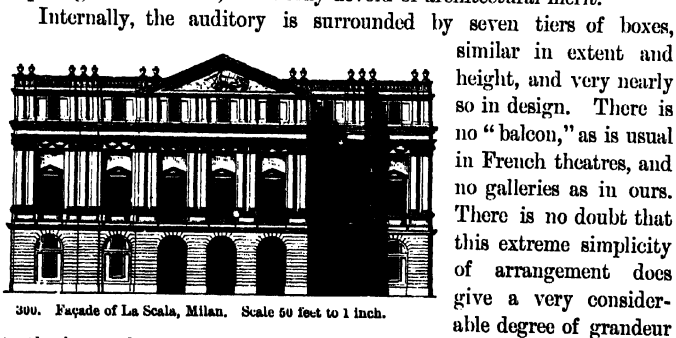 Internally, the auditory is surrounded by seven tiers of boxes,
similar in extent and
height, and very nearly
so in design. There is
no “balcon,” as is usual
in French theatres, and
no galleries as in ours.
There is no doubt that
this extreme simplicity
of arrangement does
give a very consider-
able degree of grandeur
300. Façade of La Scala, Milan. Scale 50 feet to 1 inch.